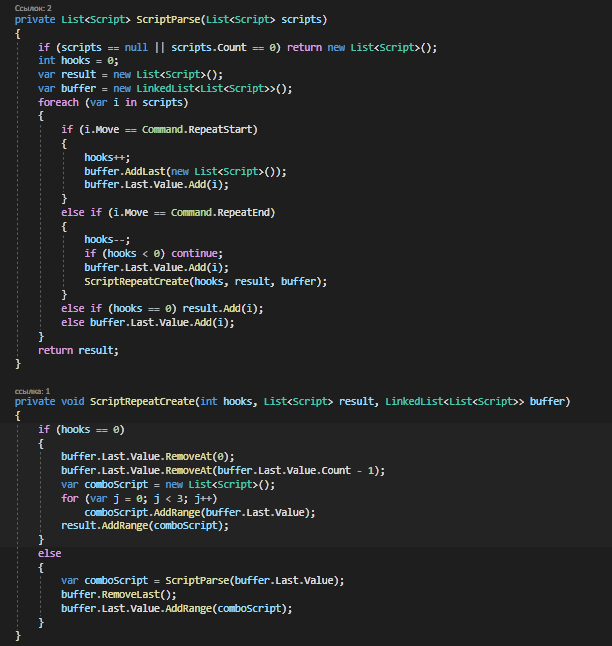 Ссылок: 2
private List<Script> ScriptParse(List<Script> scripts)
{
    if (scripts == null || scripts.Count == 0) return new List<Script>();
    int hooks = 0;
    var result = new List<Script>();
    var buffer = new LinkedList<List<Script>>();
    foreach (var i in scripts)
    {
        if (i.Move == Command.RepeatStart)
        {
            hooks++;
            buffer.AddLast(new List<Script>());
            buffer.Last.Value.Add(i);
        }
        else if (i.Move == Command.RepeatEnd)
        {
            hooks--;
            if (hooks < 0) continue;
            buffer.Last.Value.Add(i);
            ScriptRepeatCreate(hooks, result, buffer);
        }
        else if (hooks == 0) result.Add(i);
        else buffer.Last.Value.Add(i);
    }
    return result;
}
ссылка: 1
private void ScriptRepeatCreate(int hooks, List<Script> result, LinkedList<List<Script>> buffer)
{
    if (hooks == 0)
    {
        buffer.Last.Value.RemoveAt(0);
        buffer.Last.Value.RemoveAt(buffer.Last.Value.Count - 1);
        var comboScript = new List<Script>();
        for (var j = 0; j < 3; j++)
            comboScript.AddRange(buffer.Last.Value);
        result.AddRange(comboScript);
    }
    else
    {
        var comboScript = ScriptParse(buffer.Last.Value);
        buffer.RemoveLast();
        buffer.Last.Value.AddRange(comboScript);
    }
}